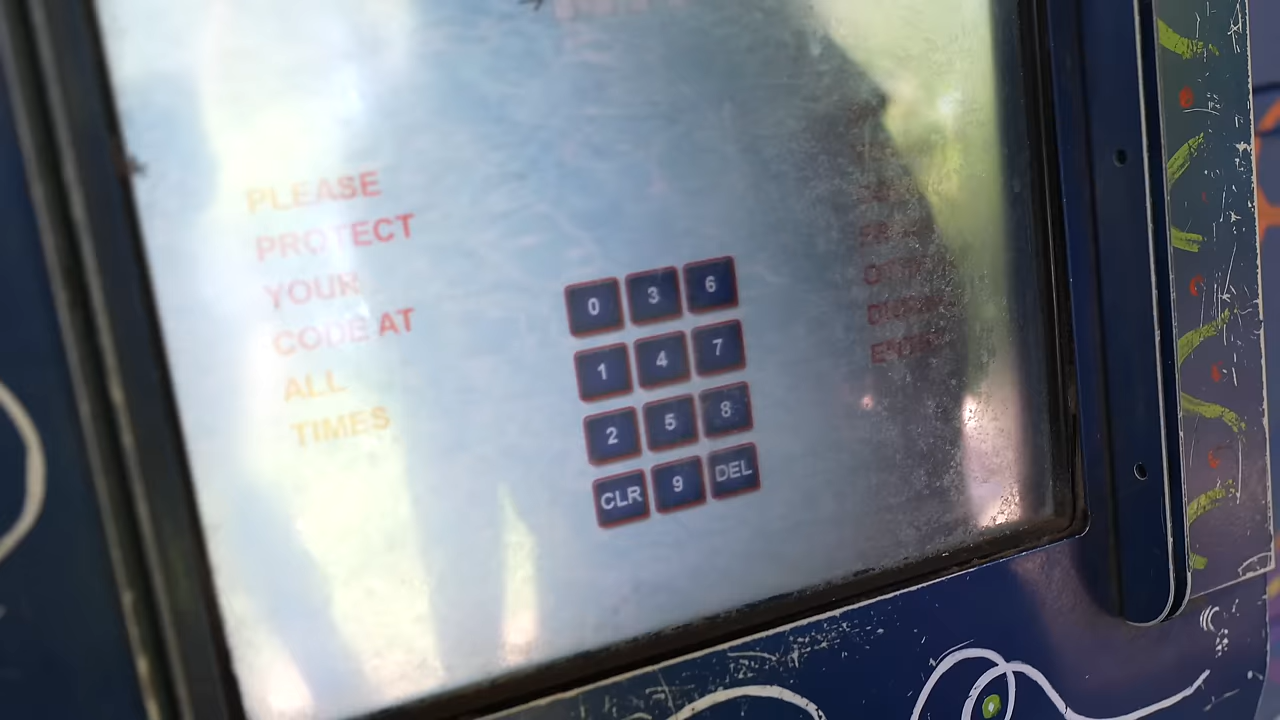 PLEASE
PROTECT
YOUR
CODE AT
ALL
TIMES
0 3 6
1 4 7
2 5 8
CLR 9 DEL